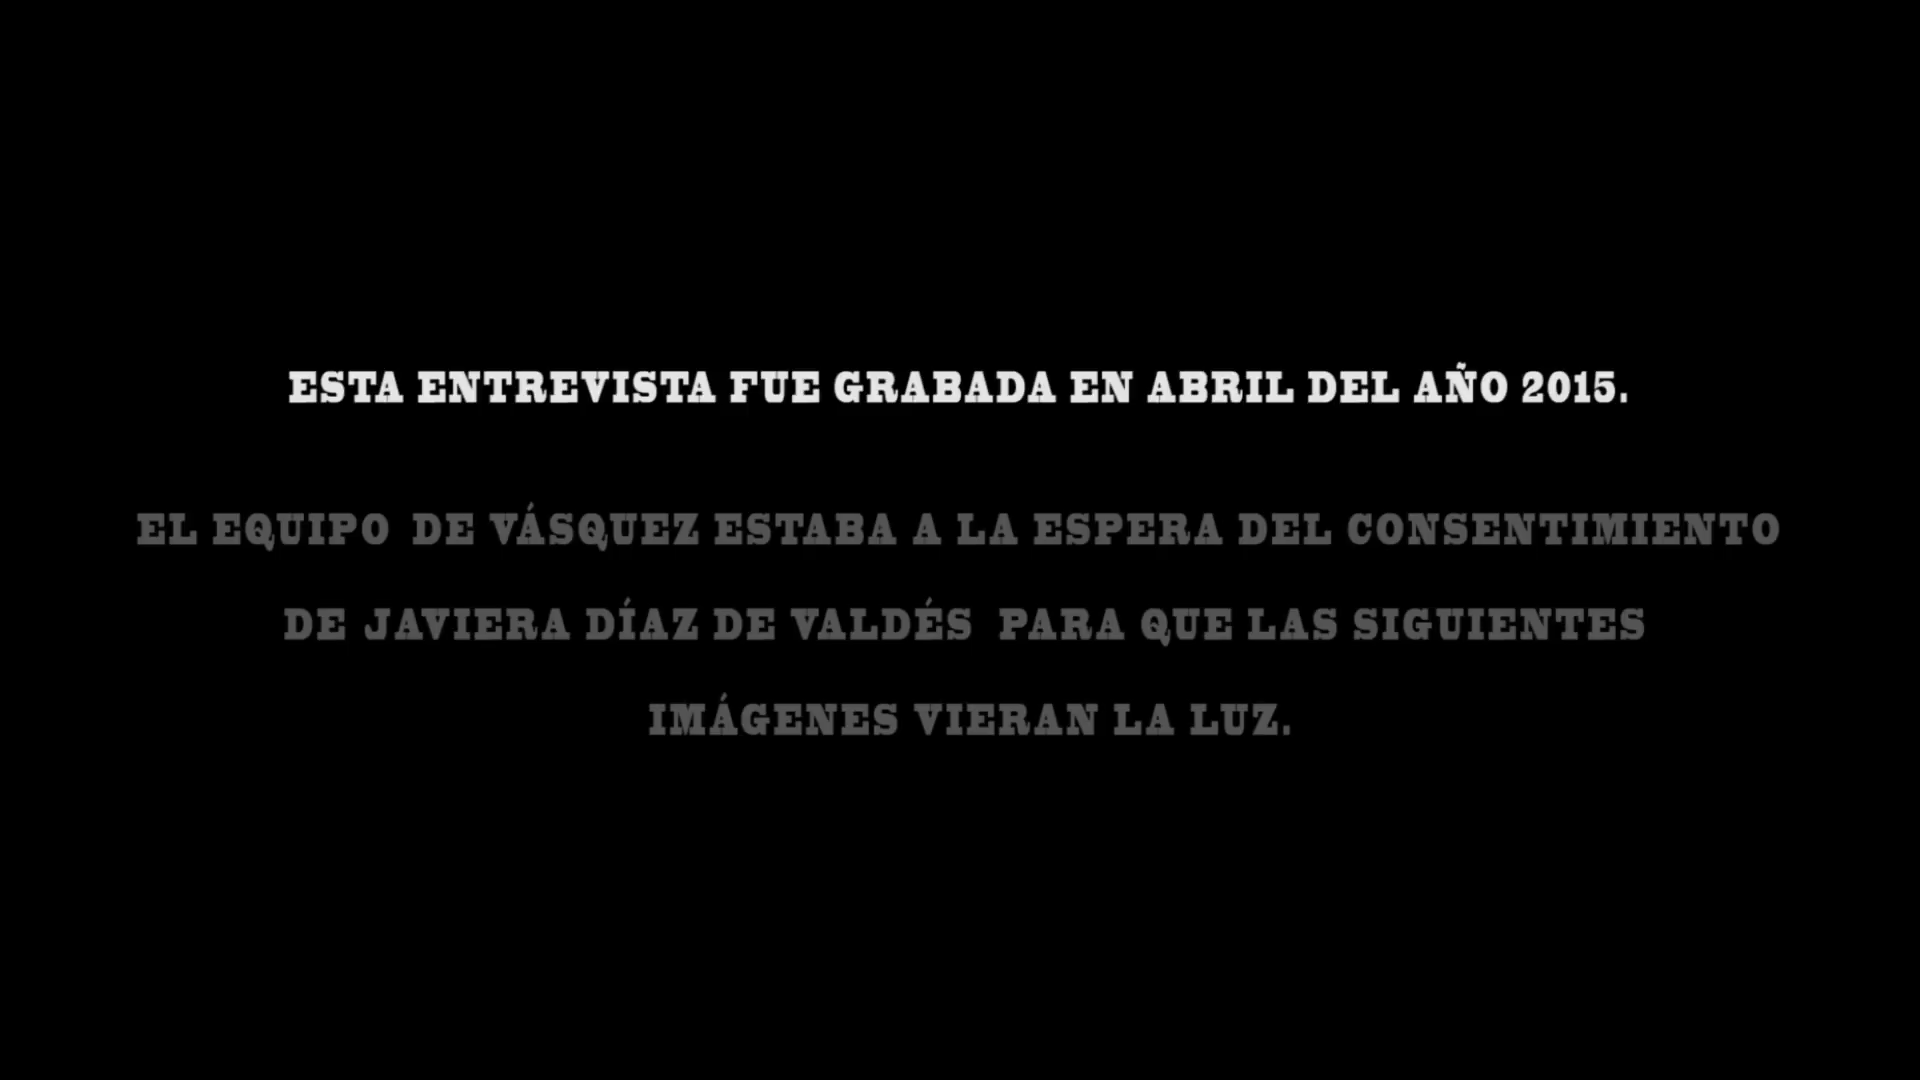 ESTA ENTREVISTA FUE GRABADA EN ABRIL DEL AÑO 2015.
EL EQUIPO DE VÁSQUEZ ESTABA A LA ESPERA DEL CONSENTIMIENTO
DE JAVIERA DÍAZ DE VALDÉS PARA QUE LAS SIGUIENTES
IMÁGENES VIERAN LA LUZ.